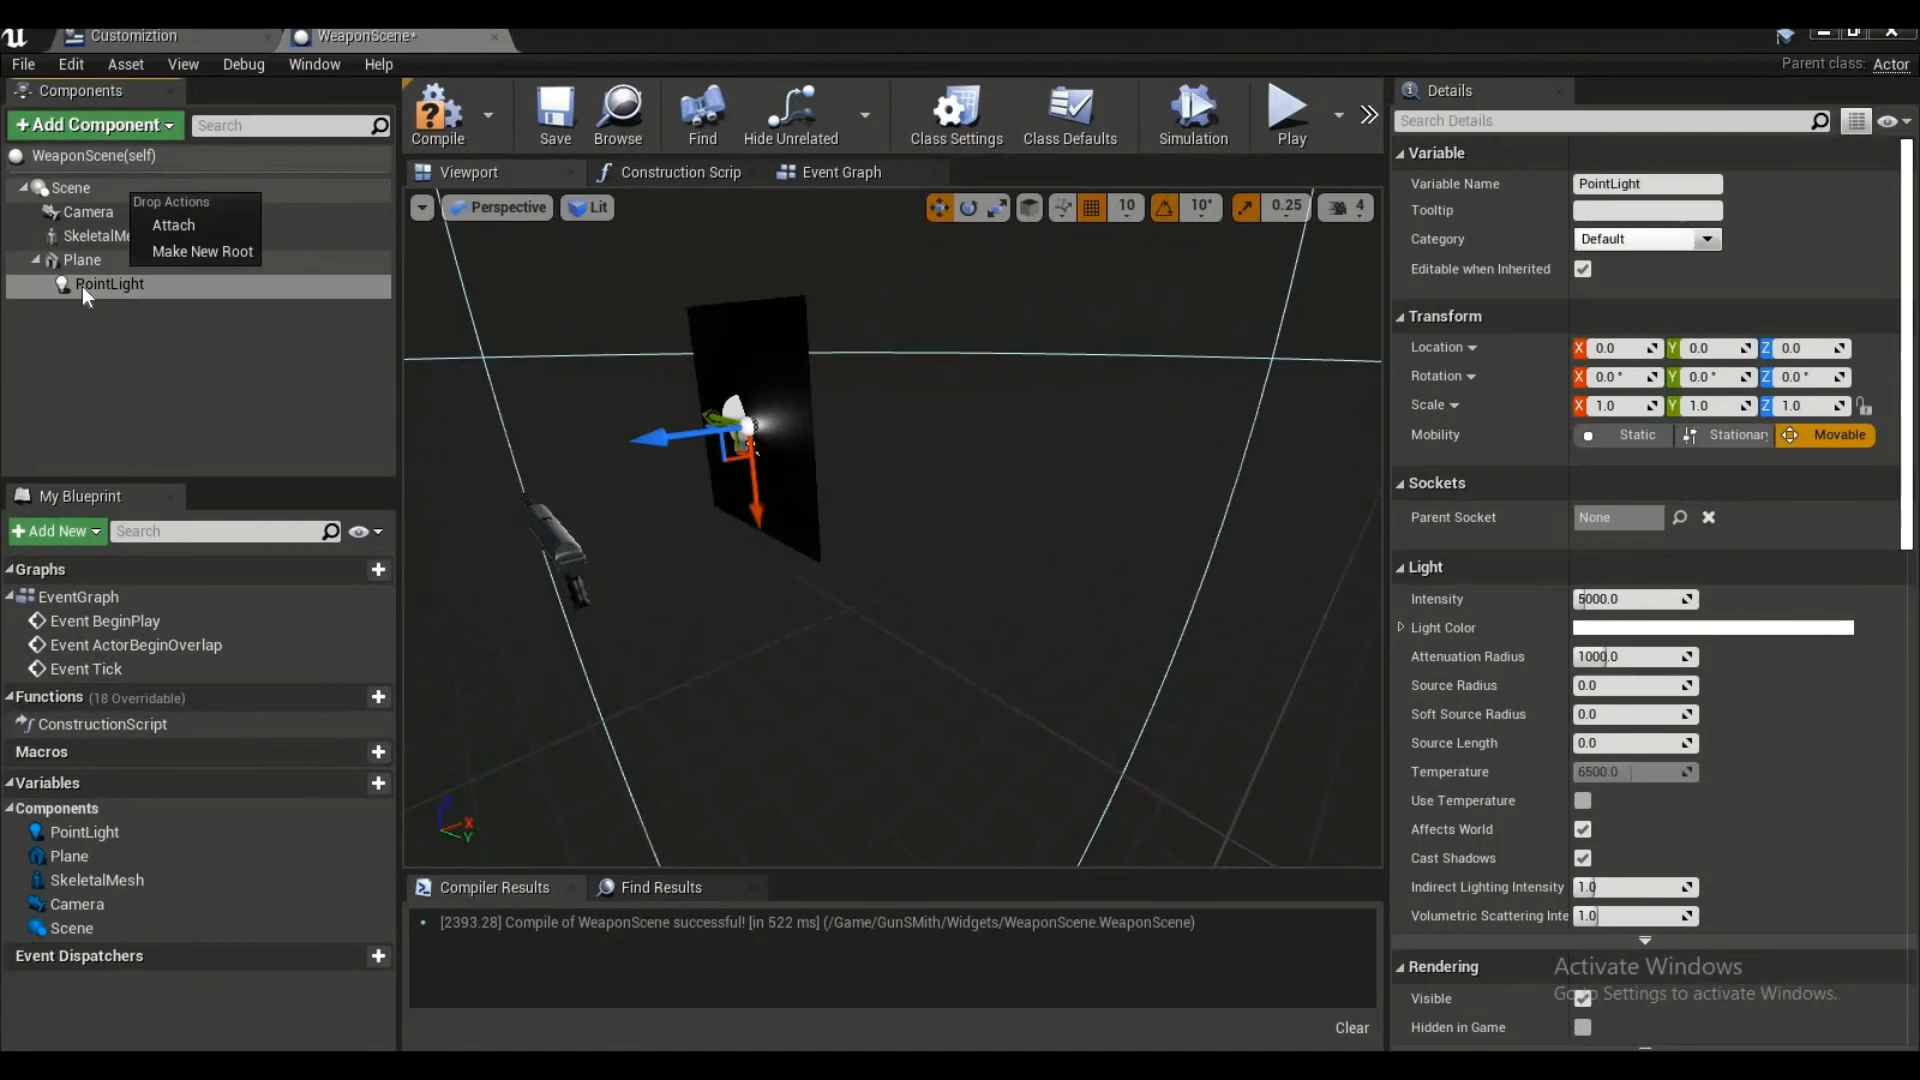 Customiztion
WeaponScene*
File Edit Asset View Debug Window Help
Parent class: Actor
Components
+Add Component
Search
WeaponScene(self)
Scene
Camera
SkeletalMe
Plane
PointLight
Drop Actions
Attach
Make New Root
My Blueprint
+Add New
Search
Graphs
EventGraph
Event BeginPlay
Event ActorBeginOverlap
Event Tick
Functions (18 Overridable)
ConstructionScript
Macros
Variables
Components
PointLight
Plane
SkeletalMesh
Camera
Scene
Event Dispatchers
Compile Save Browse Find Hide Unrelated Class Settings Class Defaults Simulation Play
Viewport
Construction Scrip
Event Graph
Perspective Lit 10 10° 0.25 4
Z X Y
Compiler Results
Find Results
[2393.28] Compile of WeaponScene successful! [in 522 ms] (/Game/GunSMith/Widgets/WeaponScene.WeaponScene)
Clear
Details
Search Details
Variable
Variable Name PointLight
Tooltip
Category Default
Editable when Inherited
Transform
Location X 0.0 Y 0.0 Z 0.0
Rotation X 0.0° Y 0.0° Z 0.0°
Scale X 1.0 Y 1.0 Z 1.0
Mobility Static Stationar Movable
Sockets
Parent Socket None
Light
Intensity 5000.0
Light Color
Attenuation Radius 1000.0
Source Radius 0.0
Soft Source Radius 0.0
Source Length 0.0
Temperature 6500.0
Use Temperature
Affects World
Cast Shadows
Indirect Lighting Intensity 1.0
Volumetric Scattering Inte 1.0
Rendering
Visible
Hidden in Game
Activate Windows
Go to Settings to activate Windows.